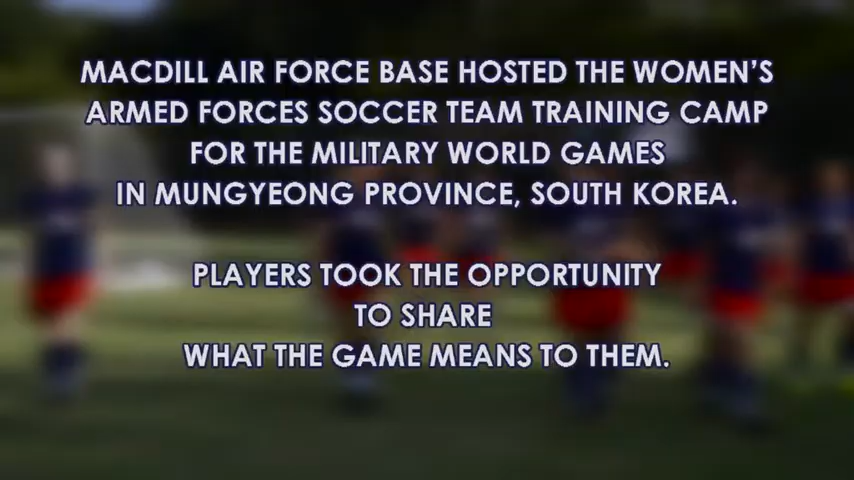 MACDILL AIR FORCE BASE HOSTED THE WOMEN'S
ARMED FORCES SOCCER TEAM TRAINING CAMP
FOR THE MILITARY WORLD GAMES
IN MUNGYEONG PROVINCE, SOUTH KOREA.
PLAYERS TOOK THE OPPORTUNITY
TO SHARE
WHAT THE GAME MEANS TO THEM.